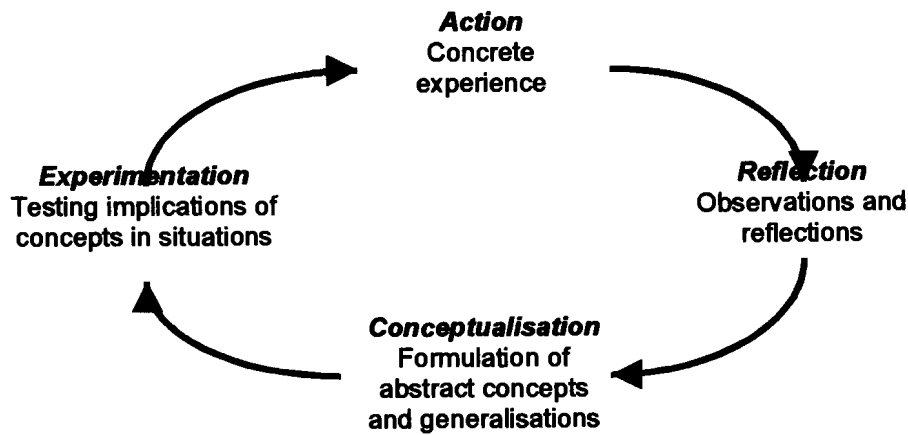 Action
Concrete
experience
Reflection
Observations and
reflections
Conceptualisation
Formulation of
abstract concepts
and generalisations
Experimentation
Testing implications of
concepts in situations